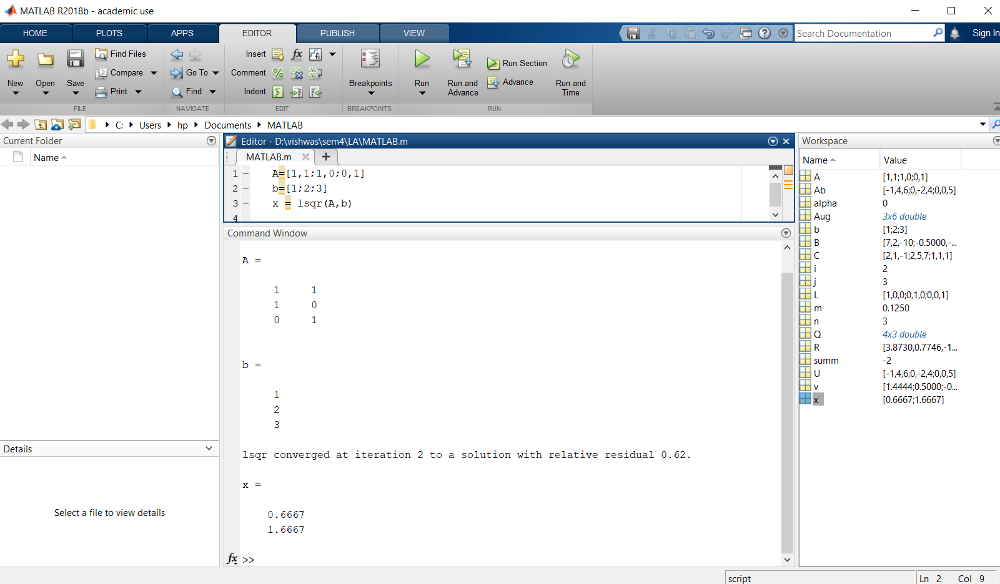 MATLAB R2018b - academic use
HOME PLOTS APPS EDITOR PUBLISH VIEW
Search Documentation
Sign In
New
Open
Save
Find Files
Compare
Print
FILE
Go To
Find
NAVIGATE
Insert fx fi
Comment % %
Indent
EDIT
Breakpoints
BREAKPOINTS
Run
Run and
Advance
Run Section
Advance
Run and
Time
RUN
C: Users hp Documents MATLAB
Current Folder
Name
Details
Select a file to view details
Editor - D:\vishwas\sem4\LA\MATLAB.m
MATLAB.m +
1 – A=[1,1;1,0;0,1]
2 – b=[1;2;3]
3 – x = lsqr(A,b)
4
Command Window
A =
1 1
1 0
0 1
b =
1
2
3
lsqr converged at iteration 2 to a solution with relative residual 0.62.
x =
0.6667
1.6667
fx >>
Workspace
Name Value
A [1,1;1,0;0,1]
Ab [-1,4,6;0,-2,4;0,0,5]
alpha 0
Aug 3x6 double
b [1;2;3]
B [7,2,-10;-0.5000,-...
C [2,1,-1;2,5,7;1,1,1]
i 2
j 3
L [1,0,0;0,1,0;0,0,1]
m 0.1250
n 3
Q 4x3 double
R [3.8730,0.7746,-1...
summ -2
U [-1,4,6;0,-2,4;0,0,5]
v [1.4444;0.5000;-0...
x [0.6667;1.6667]
script
Ln 2 Col 9